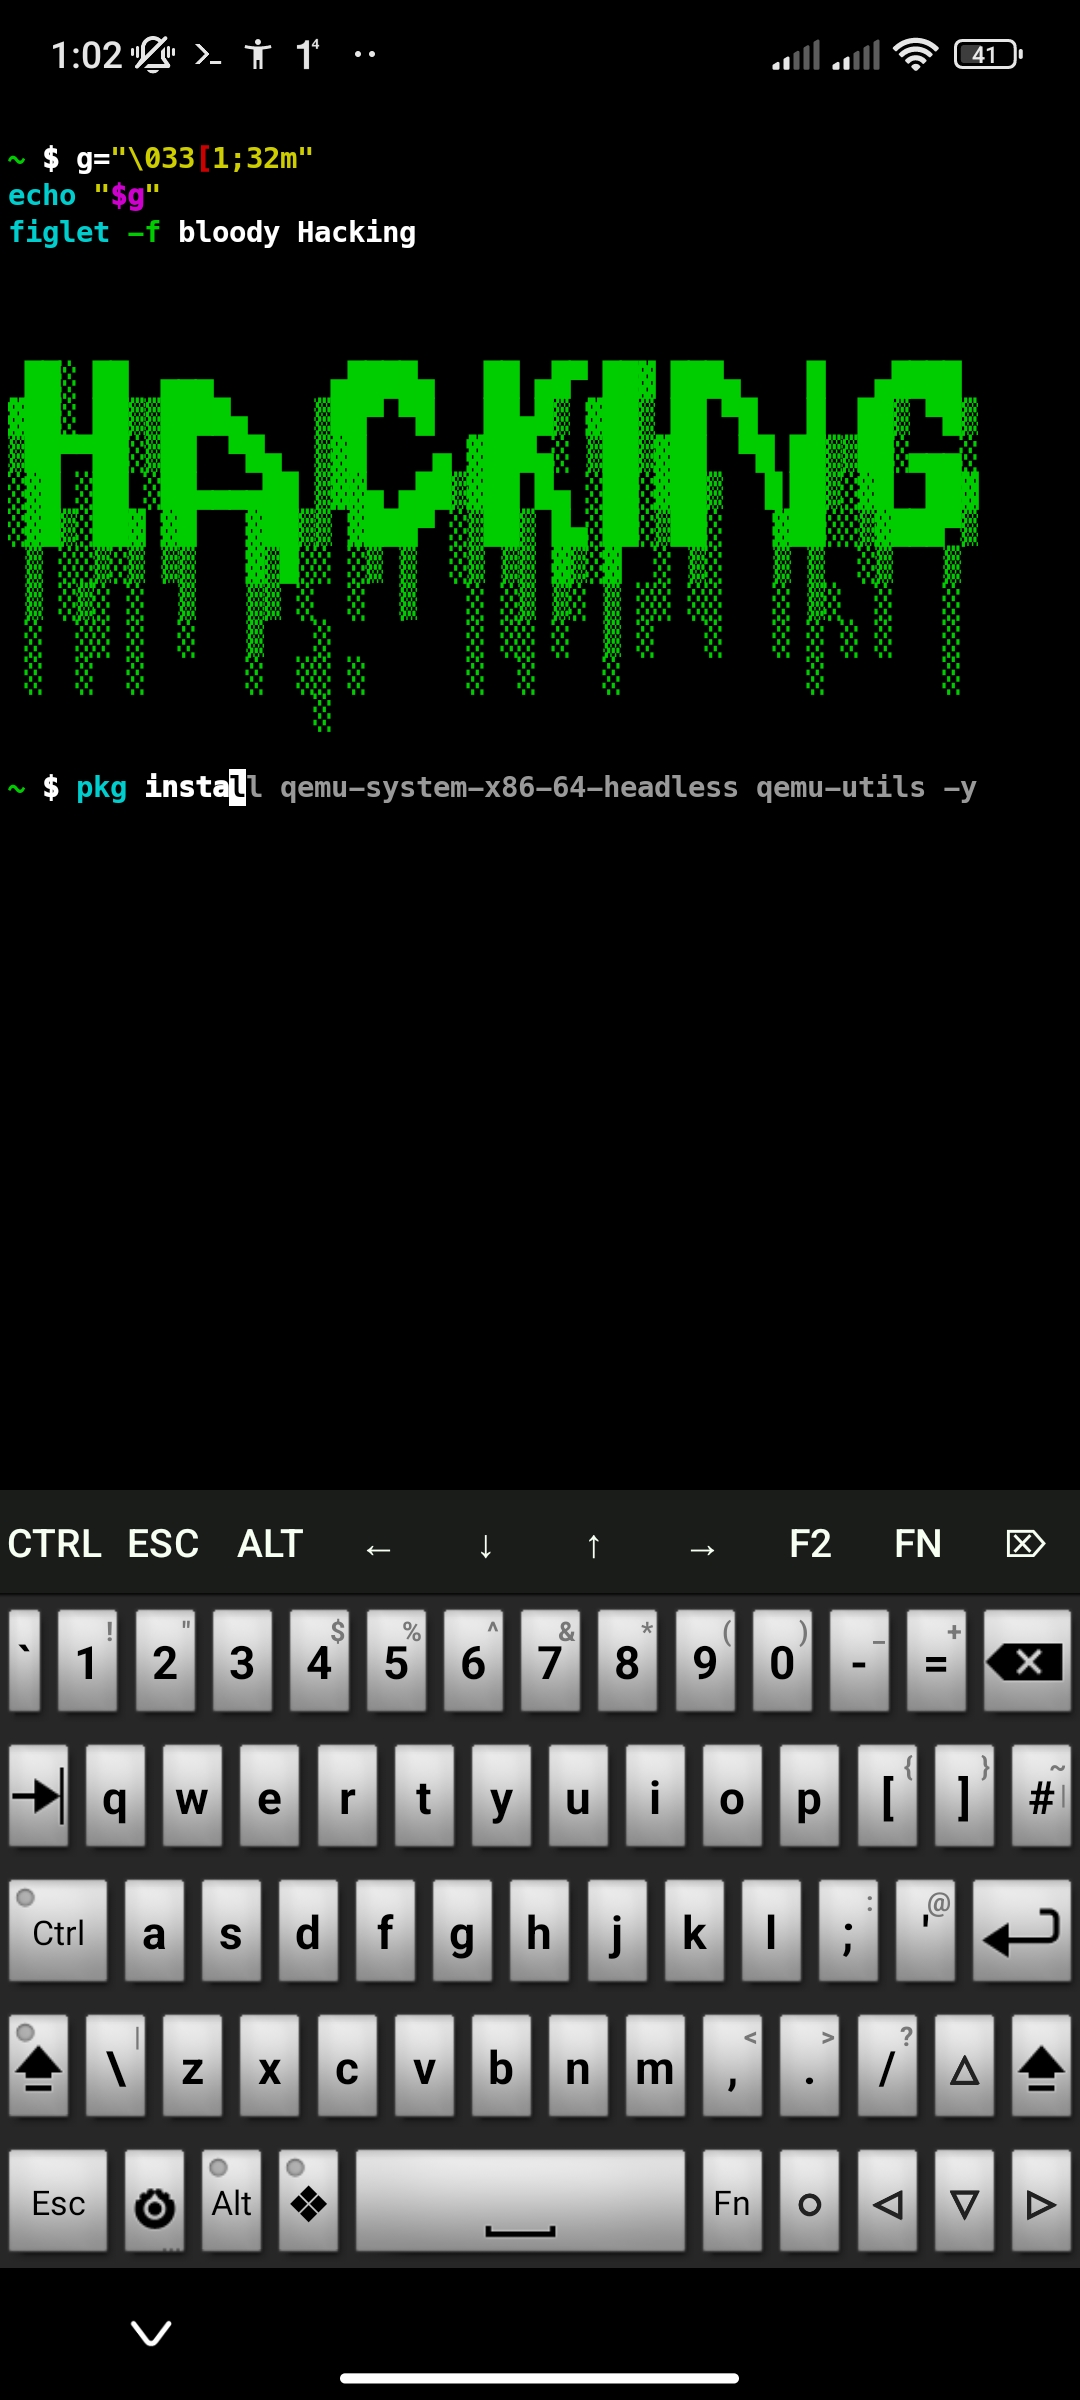 1:02 14 41
~ $ g="\033[1;32m"
echo "$g"
figlet -f bloody Hacking
HACKING
~ $ pkg install qemu-system-x86-64-headless qemu-utils -y
CTRL ESC ALT ← ↓ ↑ → F2 FN
` 1 ! 2 " 3 4 $ 5 % 6 ^ 7 & 8 * 9 ( 0 ) - _ = +
q w e r t y u i o p [ { ] } # ~ |
Ctrl a s d f g h j k l ; : ' @
\ | z x c v b n m , < . > / ?
Esc Alt Fn